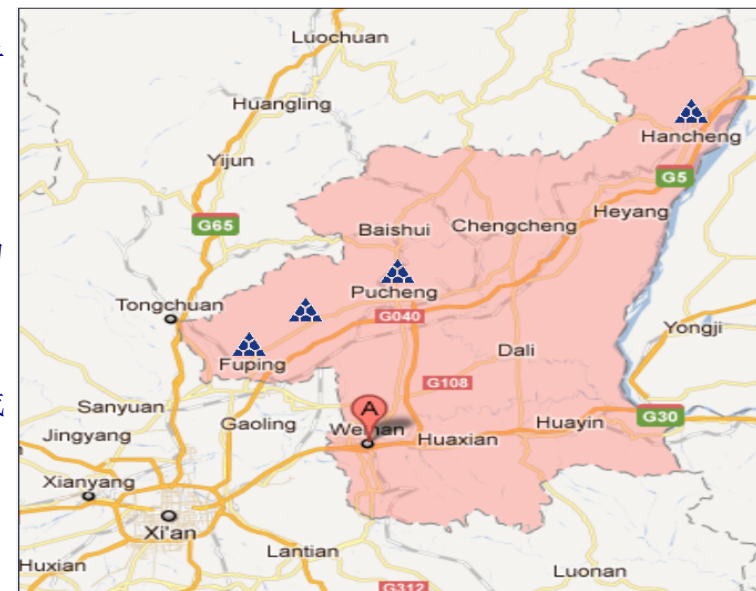 Luochuan
Huangling
Hancheng
Yijun
G5
Heyang
G65
Baishui
Chengcheng
Pucheng
Tongchuan
G040
Yongji
Dali
Fuping
G108
Sanyuan
A
G30
Gaoling
Huayin
Jingyang
Huaxian
Xianyang
Xi'an
Lantian
Huxian
Luonan
G312